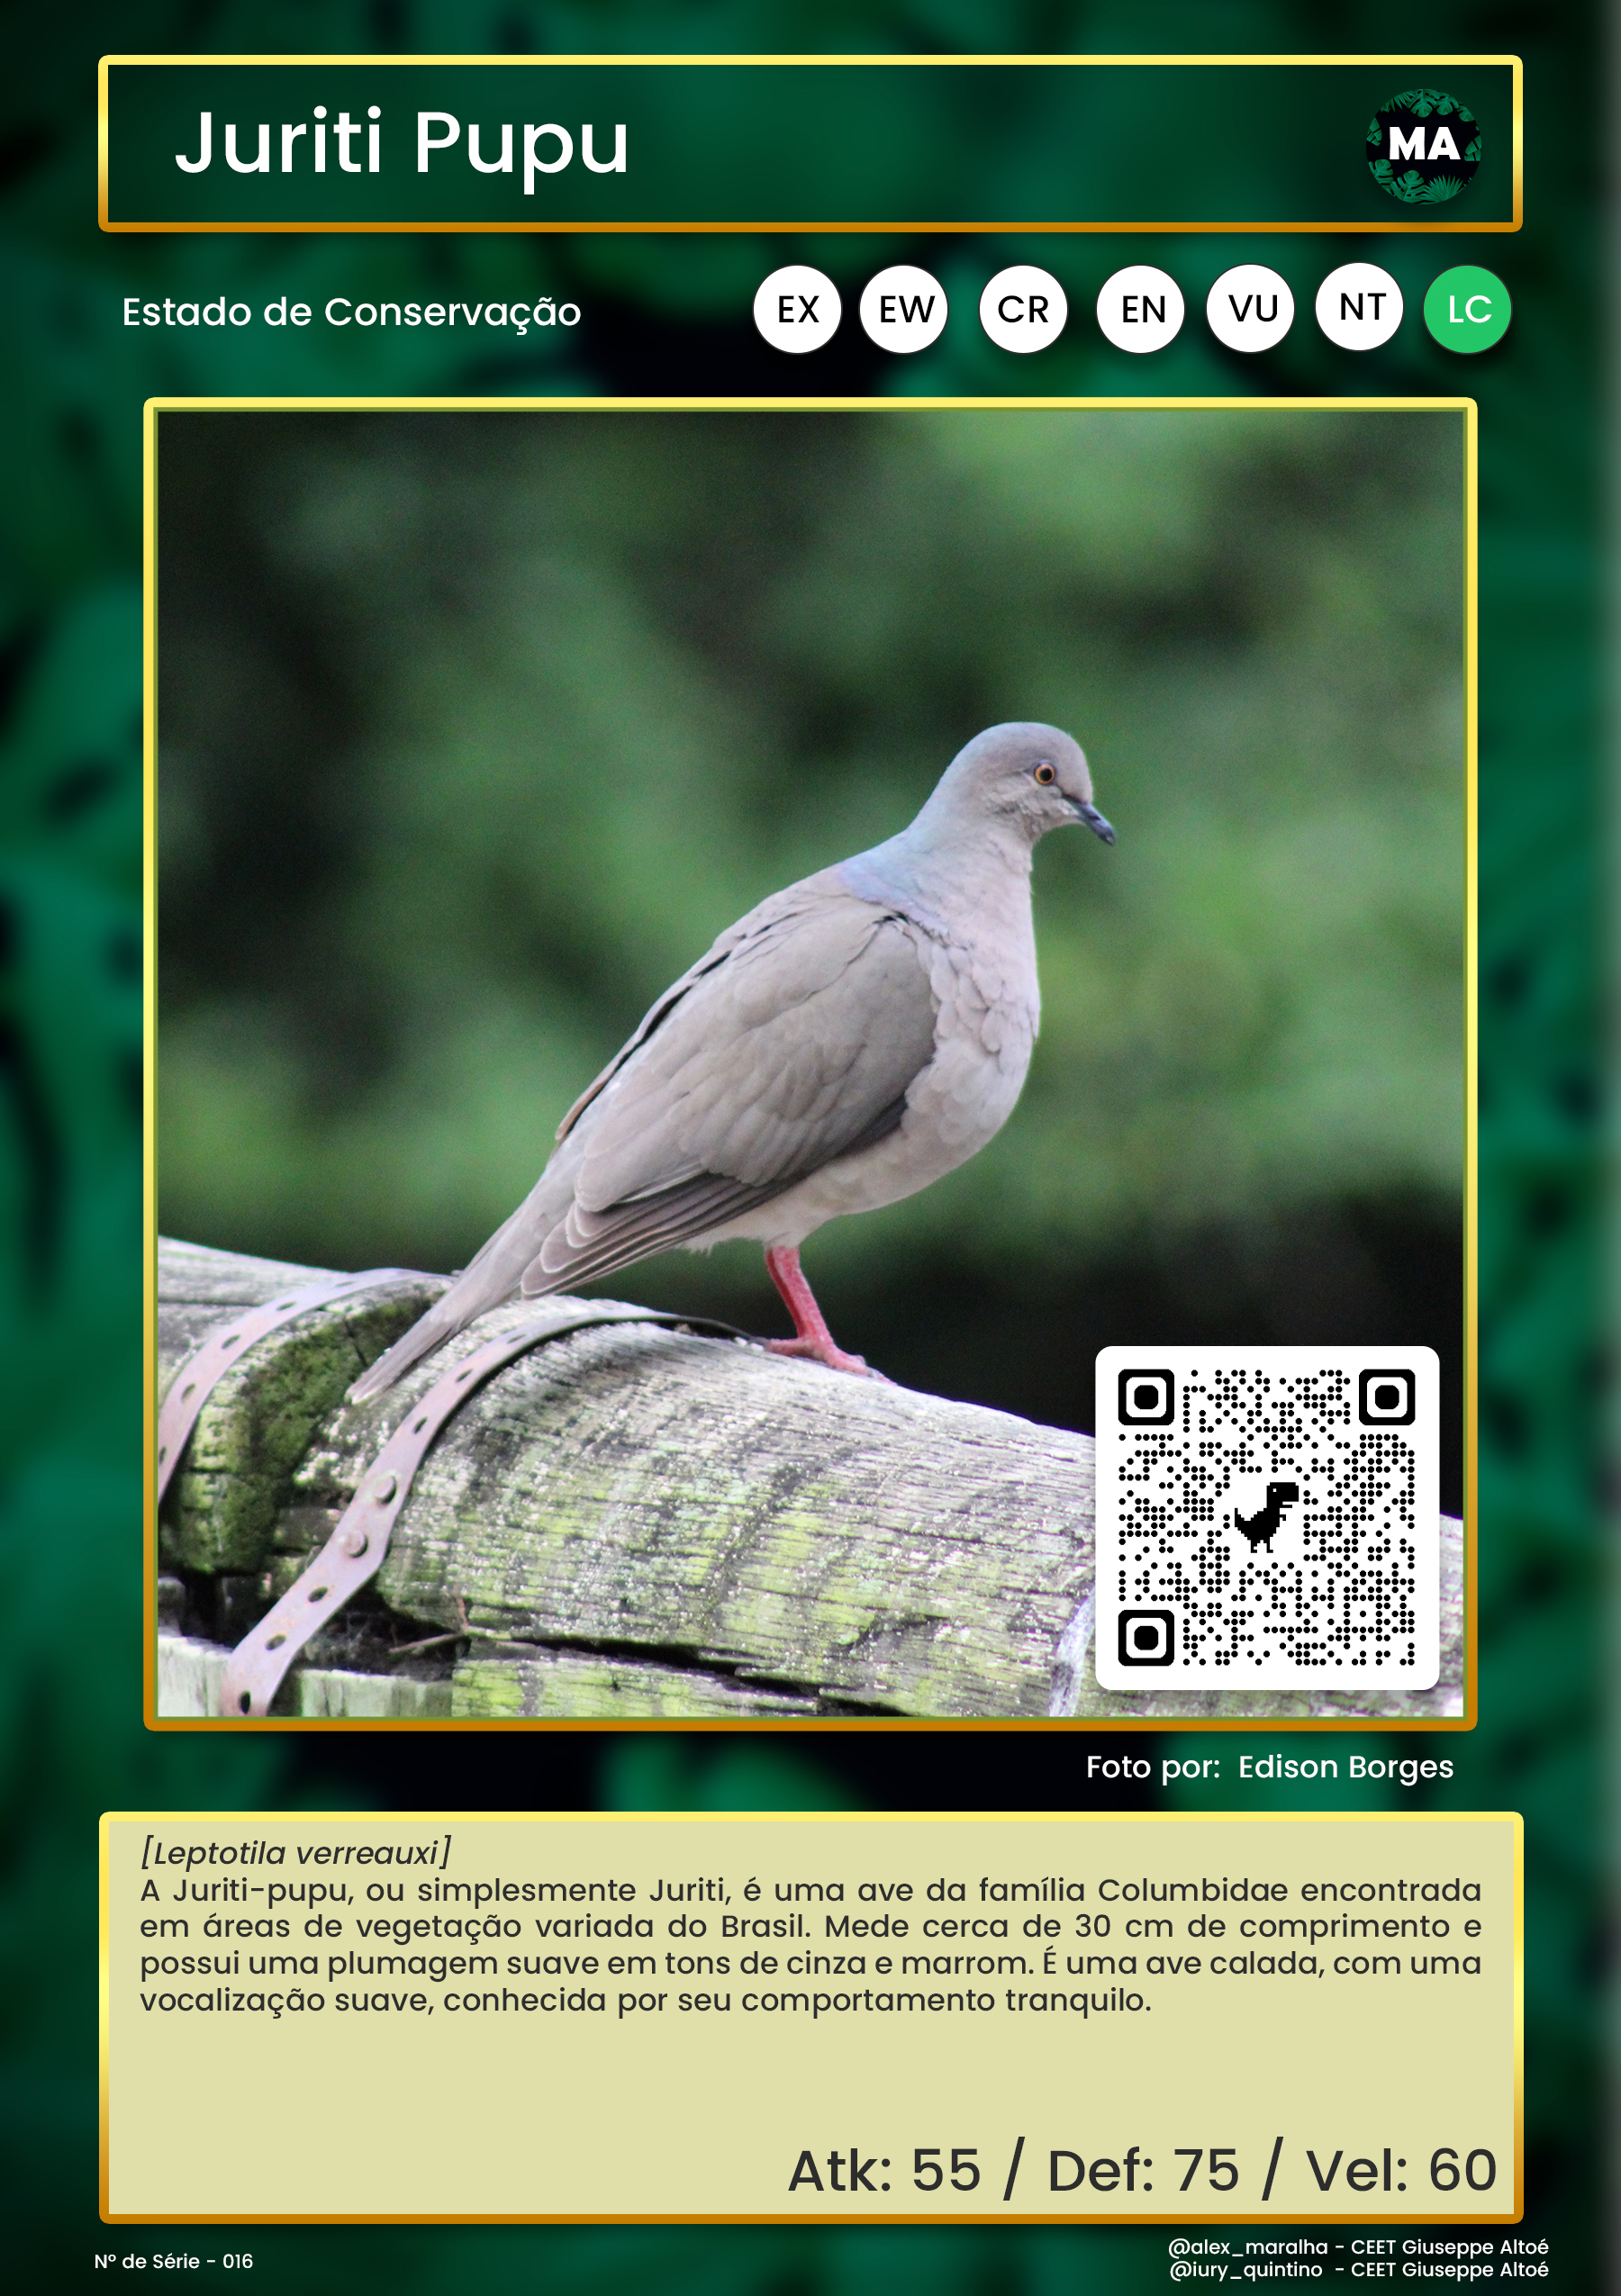 Juriti Pupu
MA
Estado de Conservação
EX EW CR EN VU NT LC
Foto por: Edison Borges
[Leptotila verreauxi]
A Juriti-pupu, ou simplesmente Juriti, é uma ave da família Columbidae encontrada
em áreas de vegetação variada do Brasil. Mede cerca de 30 cm de comprimento e
possui uma plumagem suave em tons de cinza e marrom. É uma ave calada, com uma
vocalização suave, conhecida por seu comportamento tranquilo.
Atk: 55 / Def: 75 / Vel: 60
Nº de Série - 016
@alex_maralha - CEET Giuseppe Altoé
@iury_quintino - CEET Giuseppe Altoé